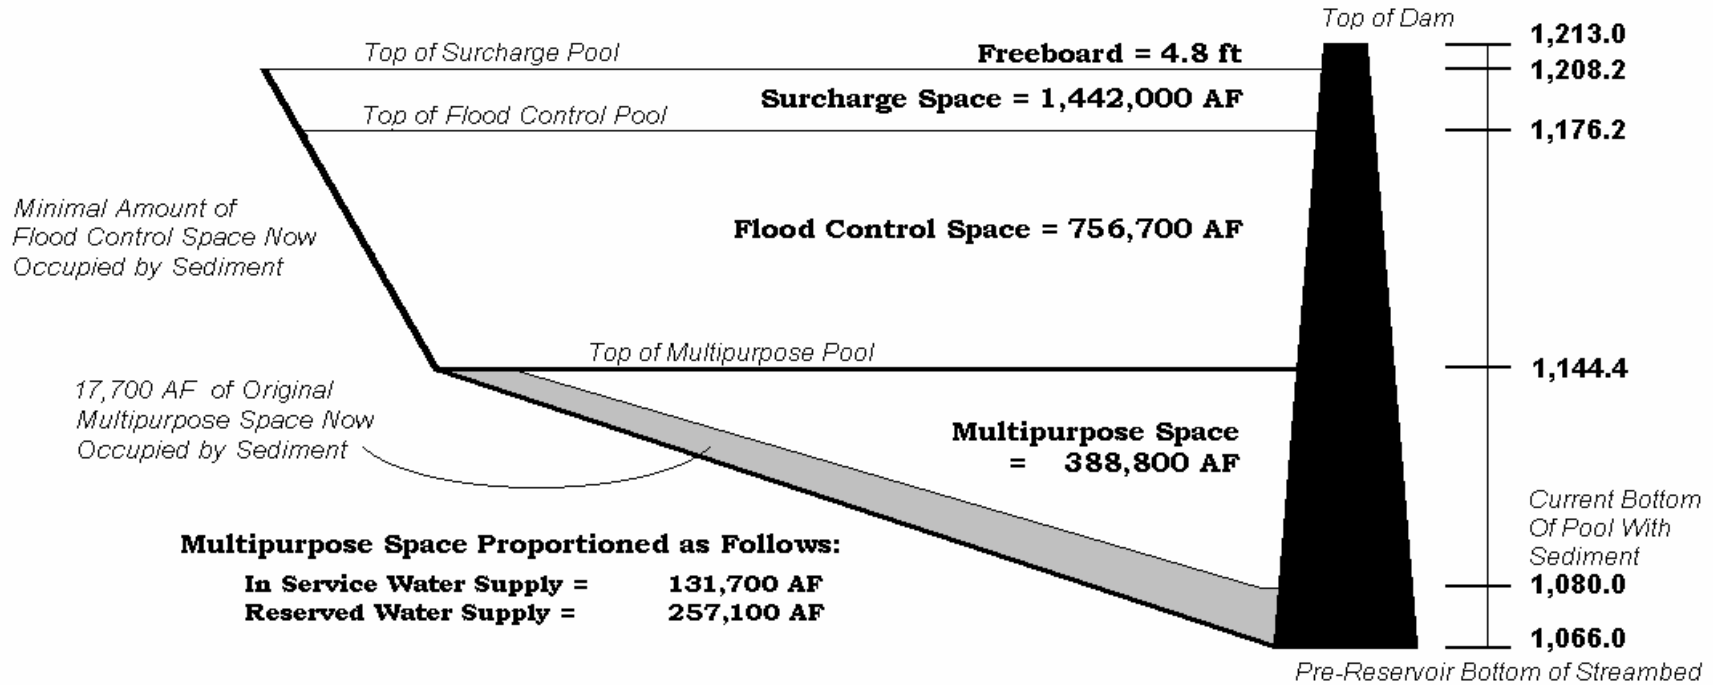 Top of Dam
1,213.0
Top of Surcharge Pool
Freeboard = 4.8 ft
1,208.2
Surcharge Space = 1,442,000 AF
Top of Flood Control Pool
1,176.2
Minimal Amount of
Flood Control Space Now
Occupied by Sediment
Flood Control Space = 756,700 AF
Top of Multipurpose Pool
1,144.4
17,700 AF of Original
Multipurpose Space Now
Occupied by Sediment
Multipurpose Space
= 388,800 AF
Current Bottom
Of Pool With
Sediment
1,080.0
Multipurpose Space Proportioned as Follows:
In Service Water Supply = 131,700 AF
Reserved Water Supply = 257,100 AF
1,066.0
Pre-Reservoir Bottom of Streambed